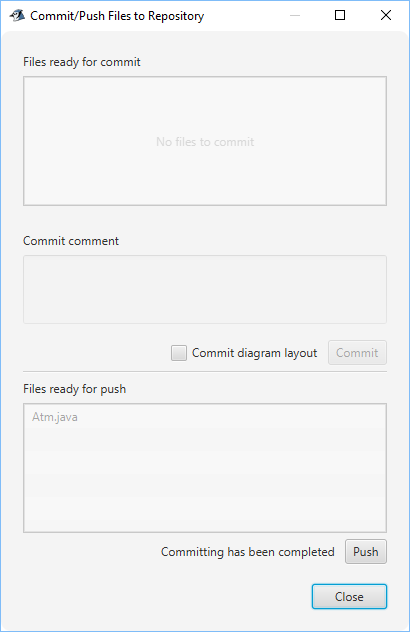 Commit/Push Files to Repository
Files ready for commit
No files to commit
Commit comment
Commit diagram layout Commit
Files ready for push
Atm.java
Committing has been completed Push
Close